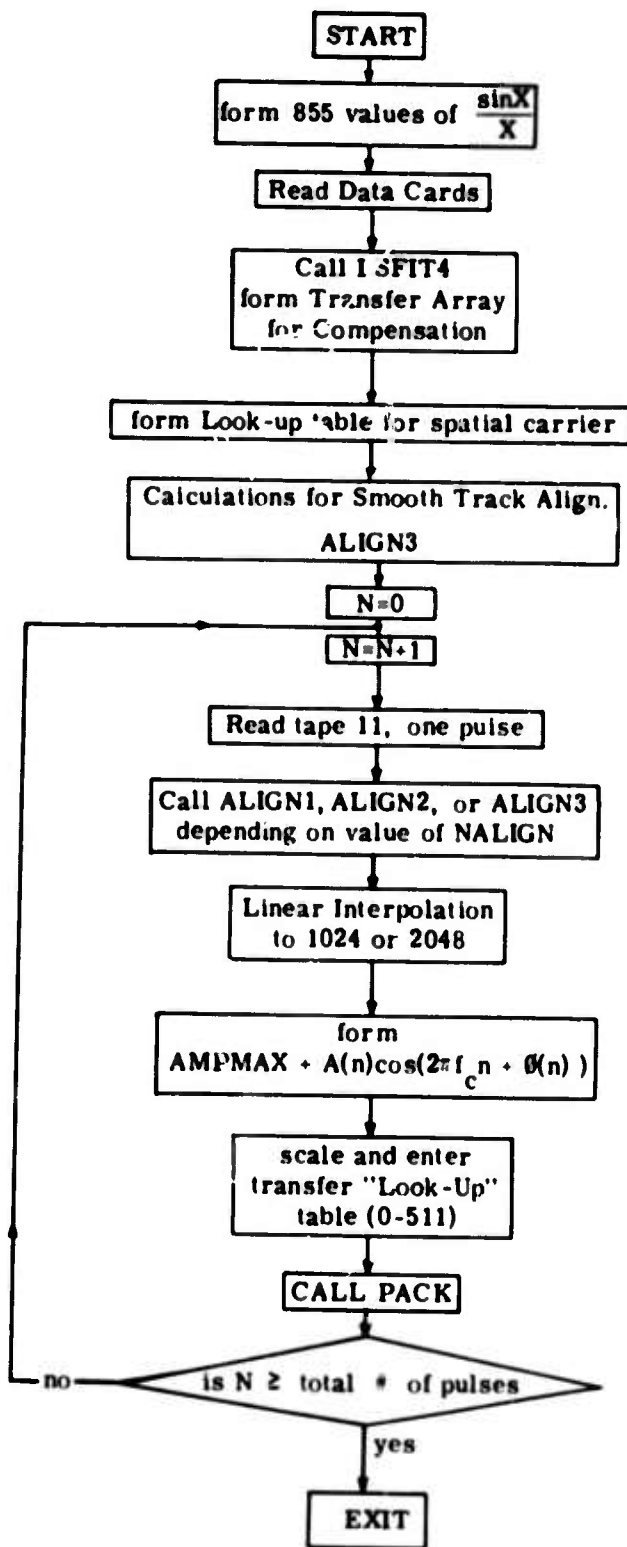 START
form 855 values of sinX/X
Read Data Cards
Call I SFIT4
form Transfer Array
for Compensation
form Look-up table for spatial carrier
Calculations for Smooth Track Align.
ALIGN3
N=0
N=N+1
Read tape 11, one pulse
Call ALIGN1, ALIGN2, or ALIGN3
depending on value of NALIGN
Linear Interpolation
to 1024 or 2048
form
AMPMAX + A(n)cos(2π f_c n + Ø(n) )
scale and enter
transfer "Look-Up"
table (0-511)
CALL PACK
no
is N ≥ total # of pulses
yes
EXIT